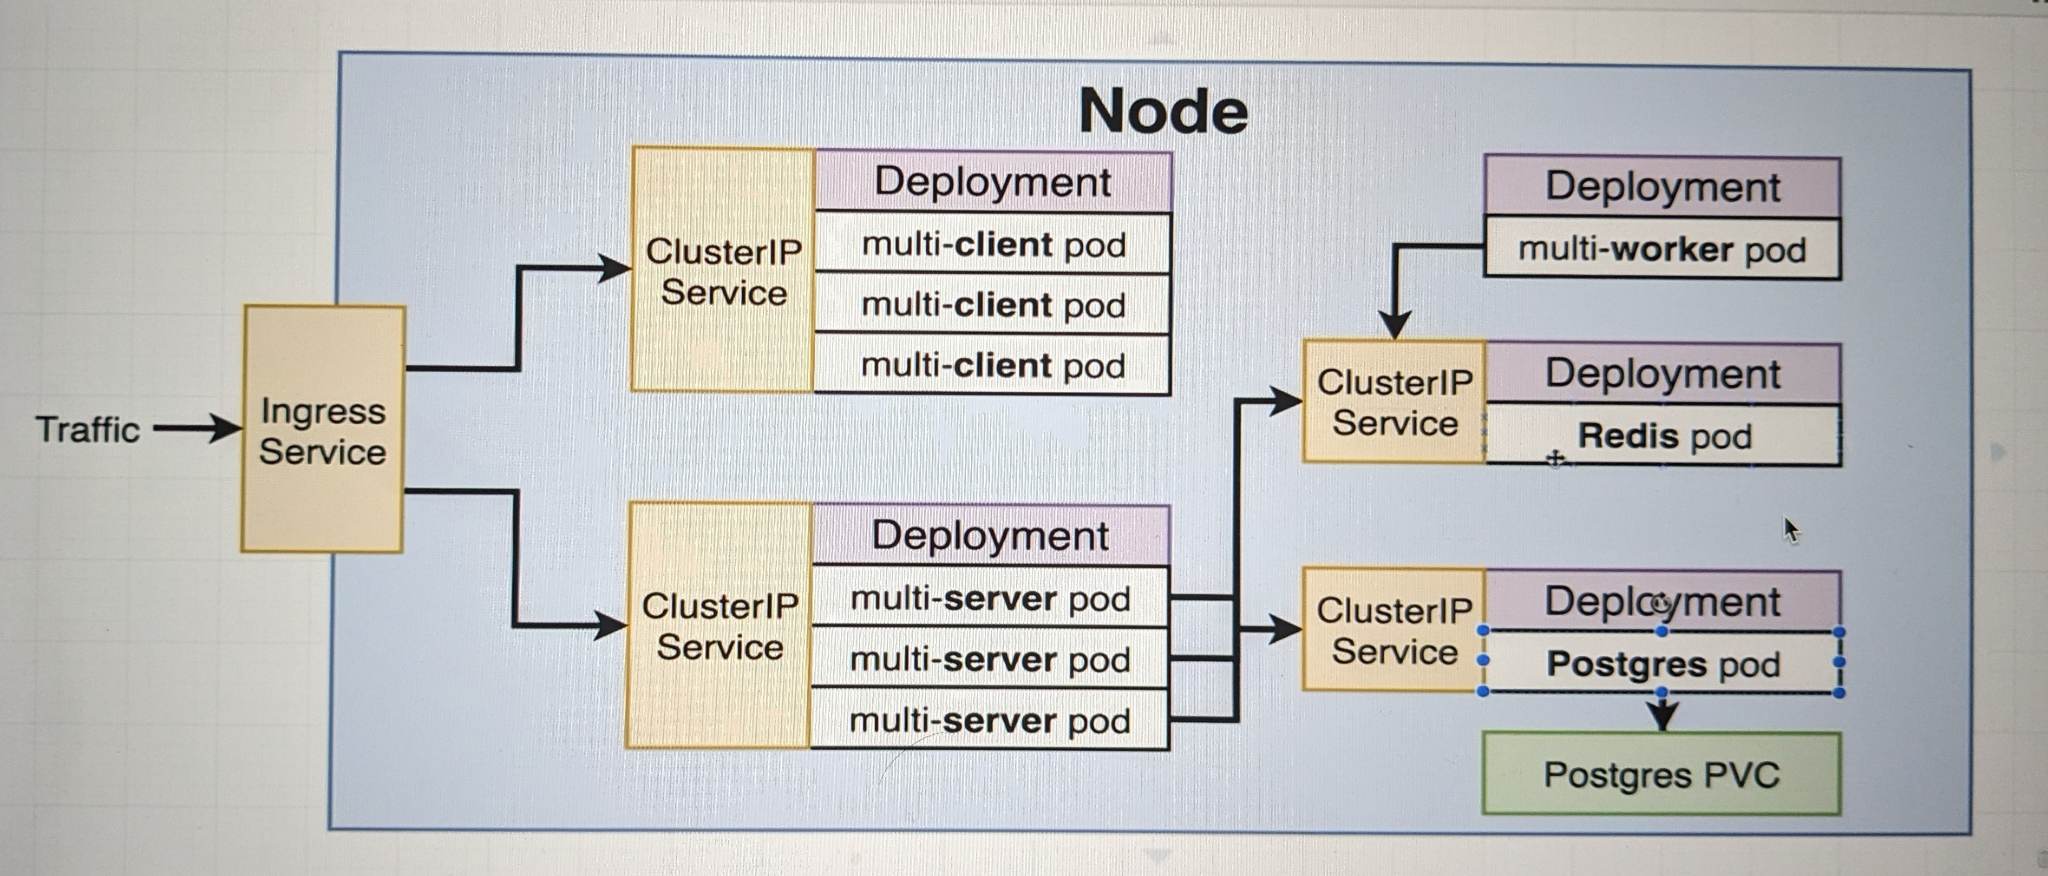 Node
Traffic
Ingress
Service
ClusterIP
Service
Deployment
multi-client pod
multi-client pod
multi-client pod
ClusterIP
Service
Deployment
multi-server pod
multi-server pod
multi-server pod
Deployment
multi-worker pod
ClusterIP
Service
Deployment
Redis pod
ClusterIP
Service
Deployment
Postgres pod
Postgres PVC